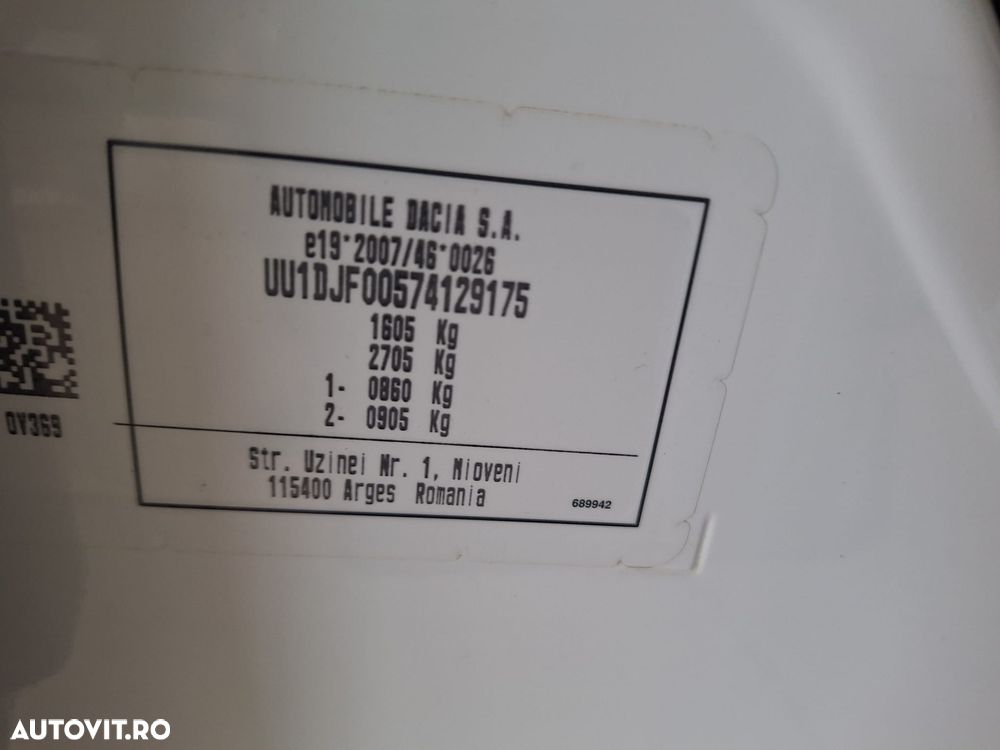 AUTOMOBILE DACIA S.A.
e19*2007/46*0026
UU1DJF00574129175
1605 Kg
2705 Kg
1- 0860 Kg
2- 0905 Kg
0V369
Str. Uzinei Nr. 1, Mioveni
115400 Arges Romania
689942
AUTOVIT.RO